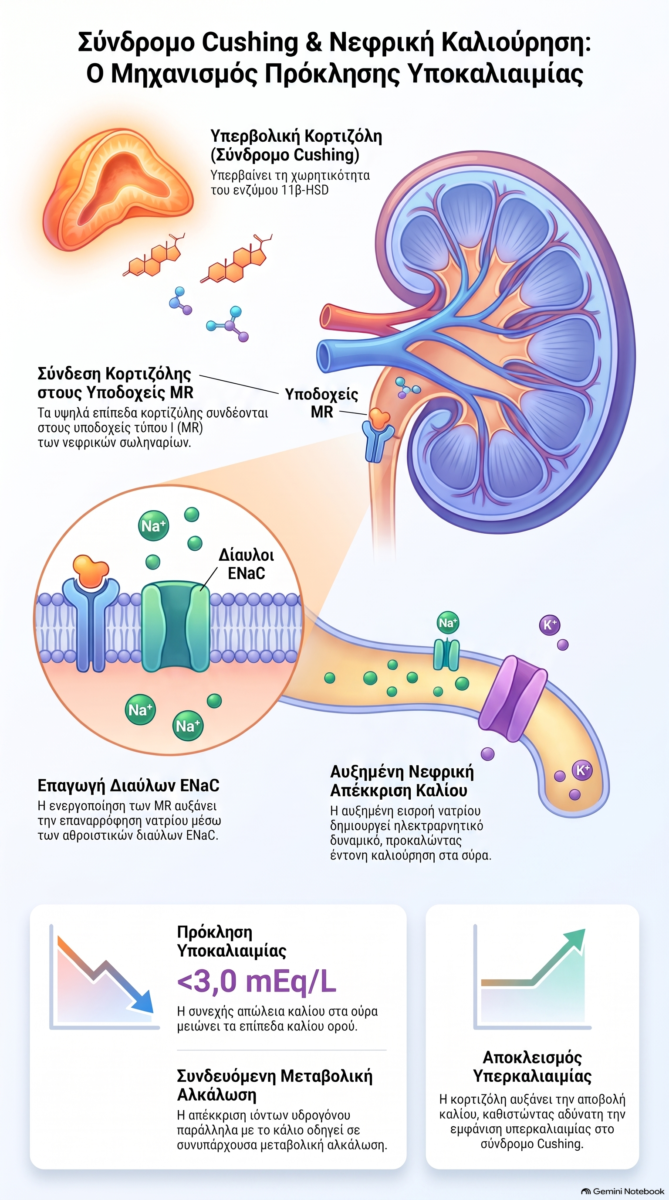 Σύνδρομο Cushing & Νεφρική Καλιούρηση:
Ο Μηχανισμός Πρόκλησης Υποκαλιαιμίας
Υπερβολική Κορτιζόλη
(Σύνδρομο Cushing)
Υπερβαίνει τη χωρητικότητα
του ενζύμου 11β-HSD
Σύνδεση Κορτιζόλης
στους Υποδοχείς MR
Τα υψηλά επίπεδα κορτιζύλης συνδέονται
στους υποδοχείς τύπου Ι (MR)
των νεφρικών σωληναρίων.
Υποδοχείς
MR
Na⁺
Δίαυλοι
ENaC
Na⁺
Na⁺
Na⁺
K⁺
K⁺
Επαγωγή Διαύλων ENaC
Η ενεργοποίηση των MR αυξάνει
την επαναρρόφηση νατρίου μέσω
των αθροιστικών διαύλων ENaC.
Αυξημένη Νεφρική
Απέκκριση Καλίου
Η αυξημένη εισροή νατρίου
δημιουργεί ηλεκτραρνητικό
δυναμικό, προκαλώντας
έντονη καλιούρηση στα σύρα.
Πρόκληση
Υποκαλιαιμίας
<3,0 mEq/L
Η συνεχής απώλεια καλίου στα ούρα
μειώνει τα επίπεδα καλίου ορού.
Συνδευόμενη Μεταβολική
Αλκάλωση
Η απέκκριση ιόντων υδρογόνου
παράλληλα με το κάλιο οδηγεί σε
συνυπάρχουσα μεταβολική αλκάλωση.
Αποκλεισμός
Υπερκαλιαιμίας
Η κορτιζόλη αυξάνει την αποβολή
καλίου, καθιστώντας αδύνατη την
εμφάνιση υπερκαλιαιμίας στο
σύνδρομο Cushing.
Gemini Notebook